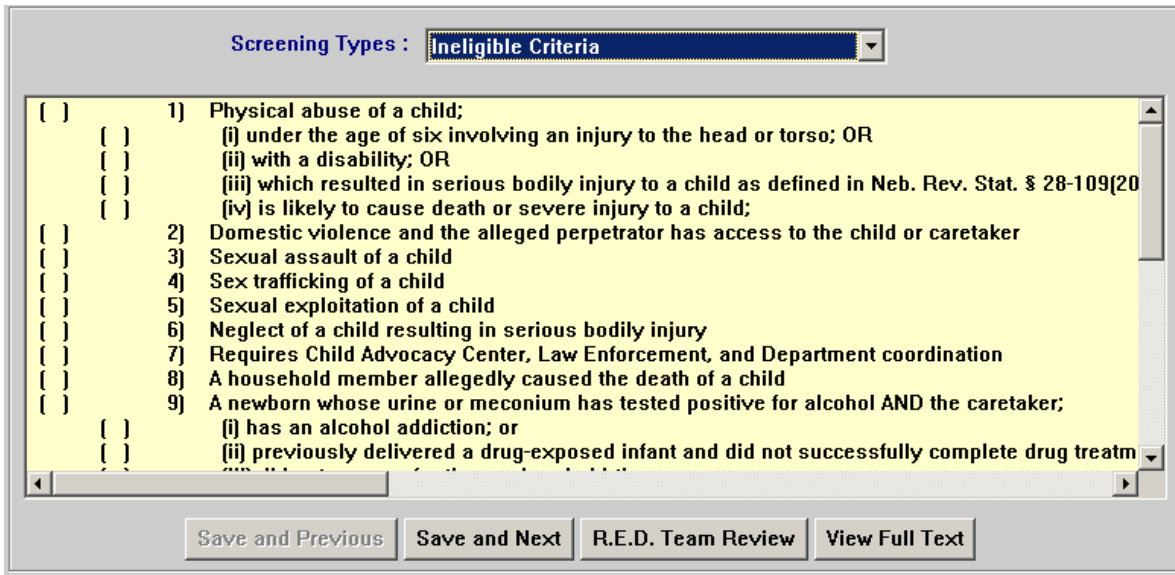 Screening Types : Ineligible Criteria
( ) 1) Physical abuse of a child;
( ) (i) under the age of six involving an injury to the head or torso; OR
( ) (ii) with a disability; OR
( ) (iii) which resulted in serious bodily injury to a child as defined in Neb. Rev. Stat. § 28-109(20
( ) (iv) is likely to cause death or severe injury to a child;
( ) 2) Domestic violence and the alleged perpetrator has access to the child or caretaker
( ) 3) Sexual assault of a child
( ) 4) Sex trafficking of a child
( ) 5) Sexual exploitation of a child
( ) 6) Neglect of a child resulting in serious bodily injury
( ) 7) Requires Child Advocacy Center, Law Enforcement, and Department coordination
( ) 8) A household member allegedly caused the death of a child
( ) 9) A newborn whose urine or meconium has tested positive for alcohol AND the caretaker;
( ) (i) has an alcohol addiction; or
( ) (ii) previously delivered a drug-exposed infant and did not successfully complete drug treatm
Save and Previous Save and Next R.E.D. Team Review View Full Text